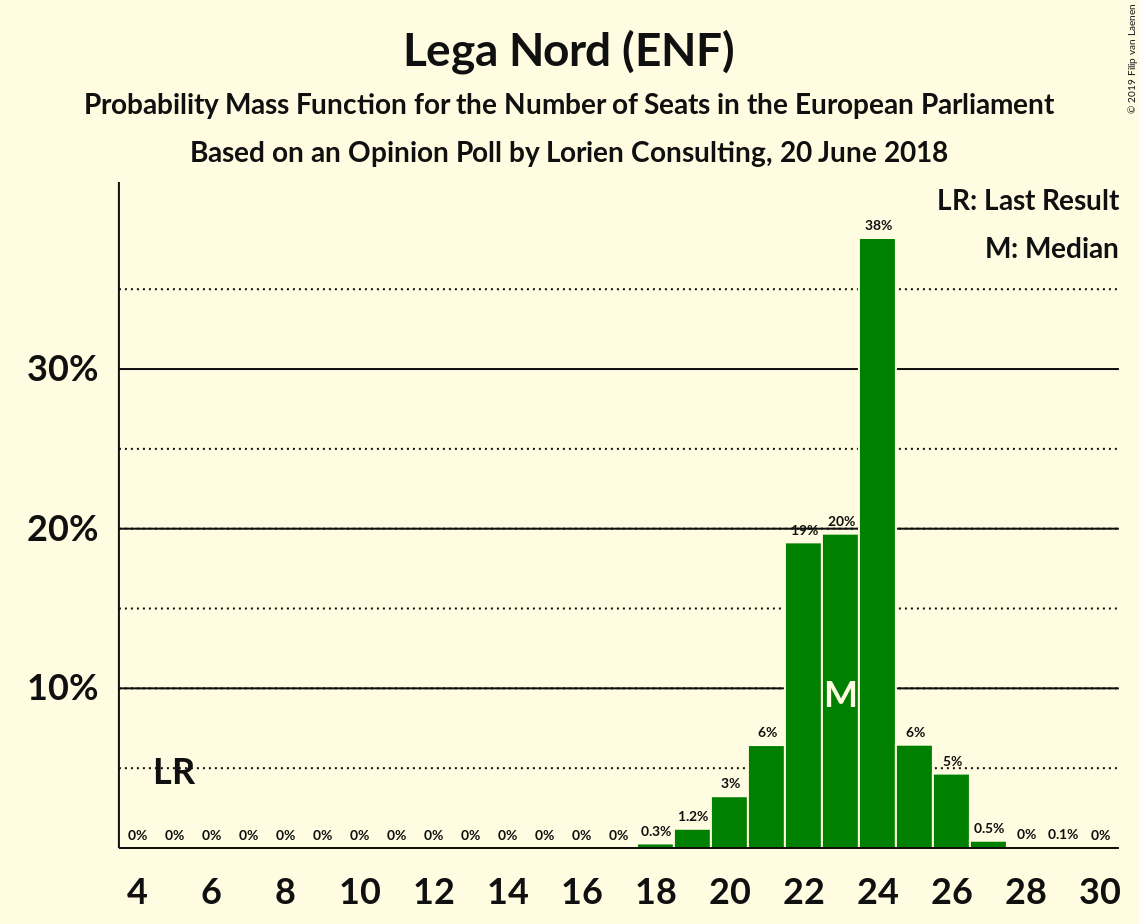 Lega Nord (ENF)
Probability Mass Function for the Number of Seats in the European Parliament
Based on an Opinion Poll by Lorien Consulting, 20 June 2018
© 2019 Filip van Laenen
LR: Last Result
M: Median
38%
30%
20%
19% 20%
10%
M
6% 6%
LR
5%
3%
1.2%
0% 0% 0% 0% 0% 0% 0% 0% 0% 0% 0% 0% 0% 0% 0.3% 0.5% 0% 0.1% 0%
4 6 8 10 12 14 16 18 20 22 24 26 28 30